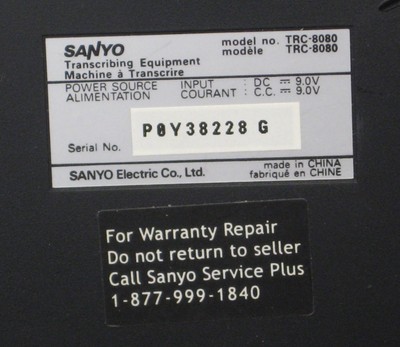 SANYO
model no. TRC-8080
modèle TRC-8080
Transcribing Equipment
Machine à Transcrire
POWER SOURCE INPUT : DC ⎓ 9.0V
ALIMENTATION COURANT : C.C. ⎓ 9.0V
Serial No. P0Y38228 G
SANYO Electric Co., Ltd.
made in CHINA
fabriqué en CHINE
For Warranty Repair
Do not return to seller
Call Sanyo Service Plus
1-877-999-1840